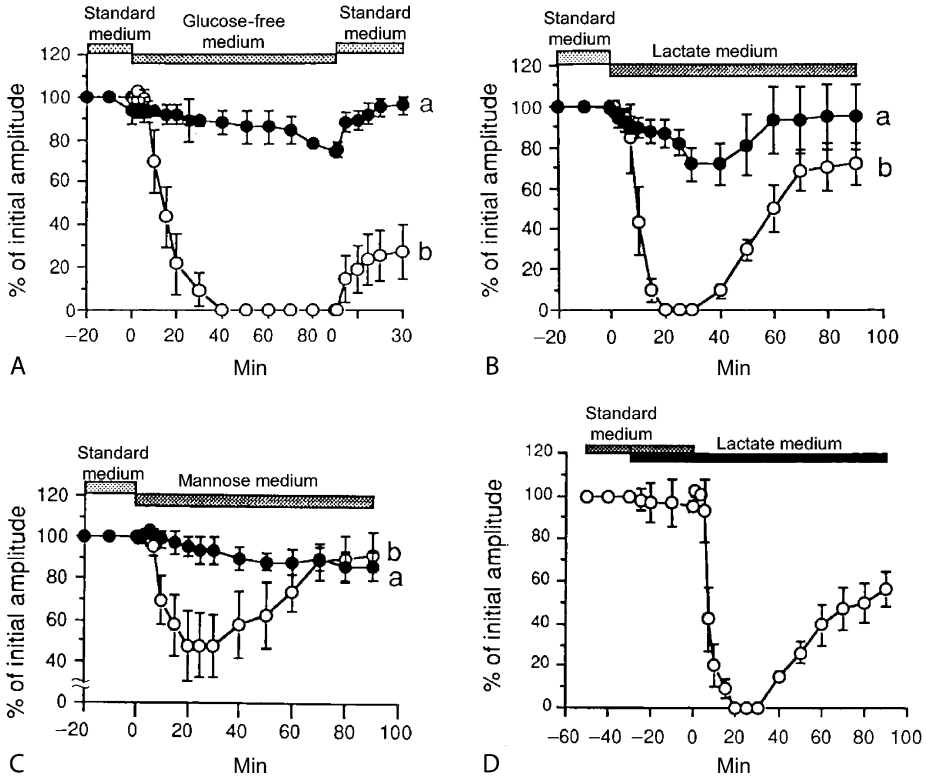 Standard
medium
Glucose-free
medium
Standard
medium
120
100
80
60
40
20
0
% of initial amplitude
a
b
−20 0 20 40 60 80 0 30
Min
A
Standard
medium
Lactate medium
120
100
80
60
40
20
0
% of initial amplitude
a
b
−20 0 20 40 60 80 100
Min
B
Standard
medium
Mannose medium
120
100
80
60
40
0
% of initial amplitude
b
a
−20 0 20 40 60 80 100
Min
C
Standard
medium
Lactate medium
120
100
80
60
40
20
0
% of initial amplitude
−60 −40 −20 0 20 40 60 80 100
Min
D